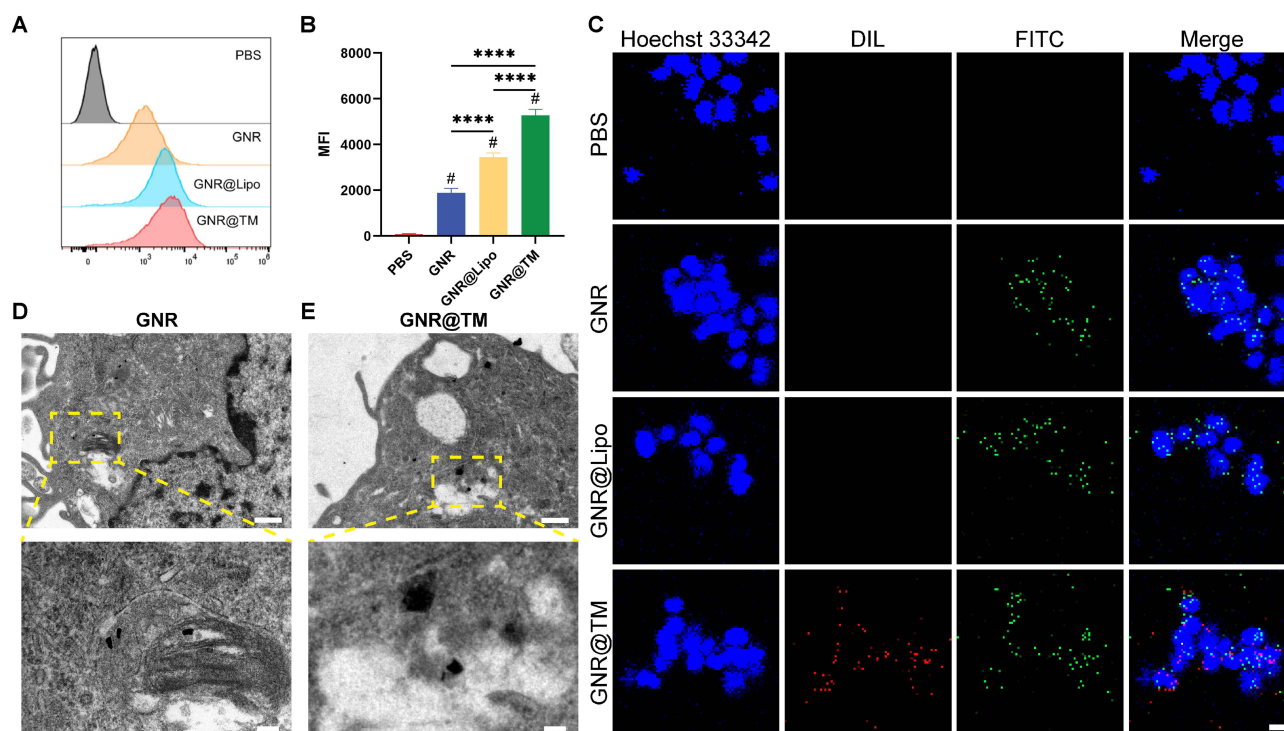 A
PBS
GNR
GNR@Lipo
GNR@TM
0 10³ 10⁴ 10⁵ 10⁶
B
8000
6000
4000
2000
0
MFI
****
****
****
#
#
#
PBS
GNR
GNR@Lipo
GNR@TM
C
Hoechst 33342 DIL FITC Merge
PBS
GNR
GNR@Lipo
GNR@TM
D
GNR
E
GNR@TM